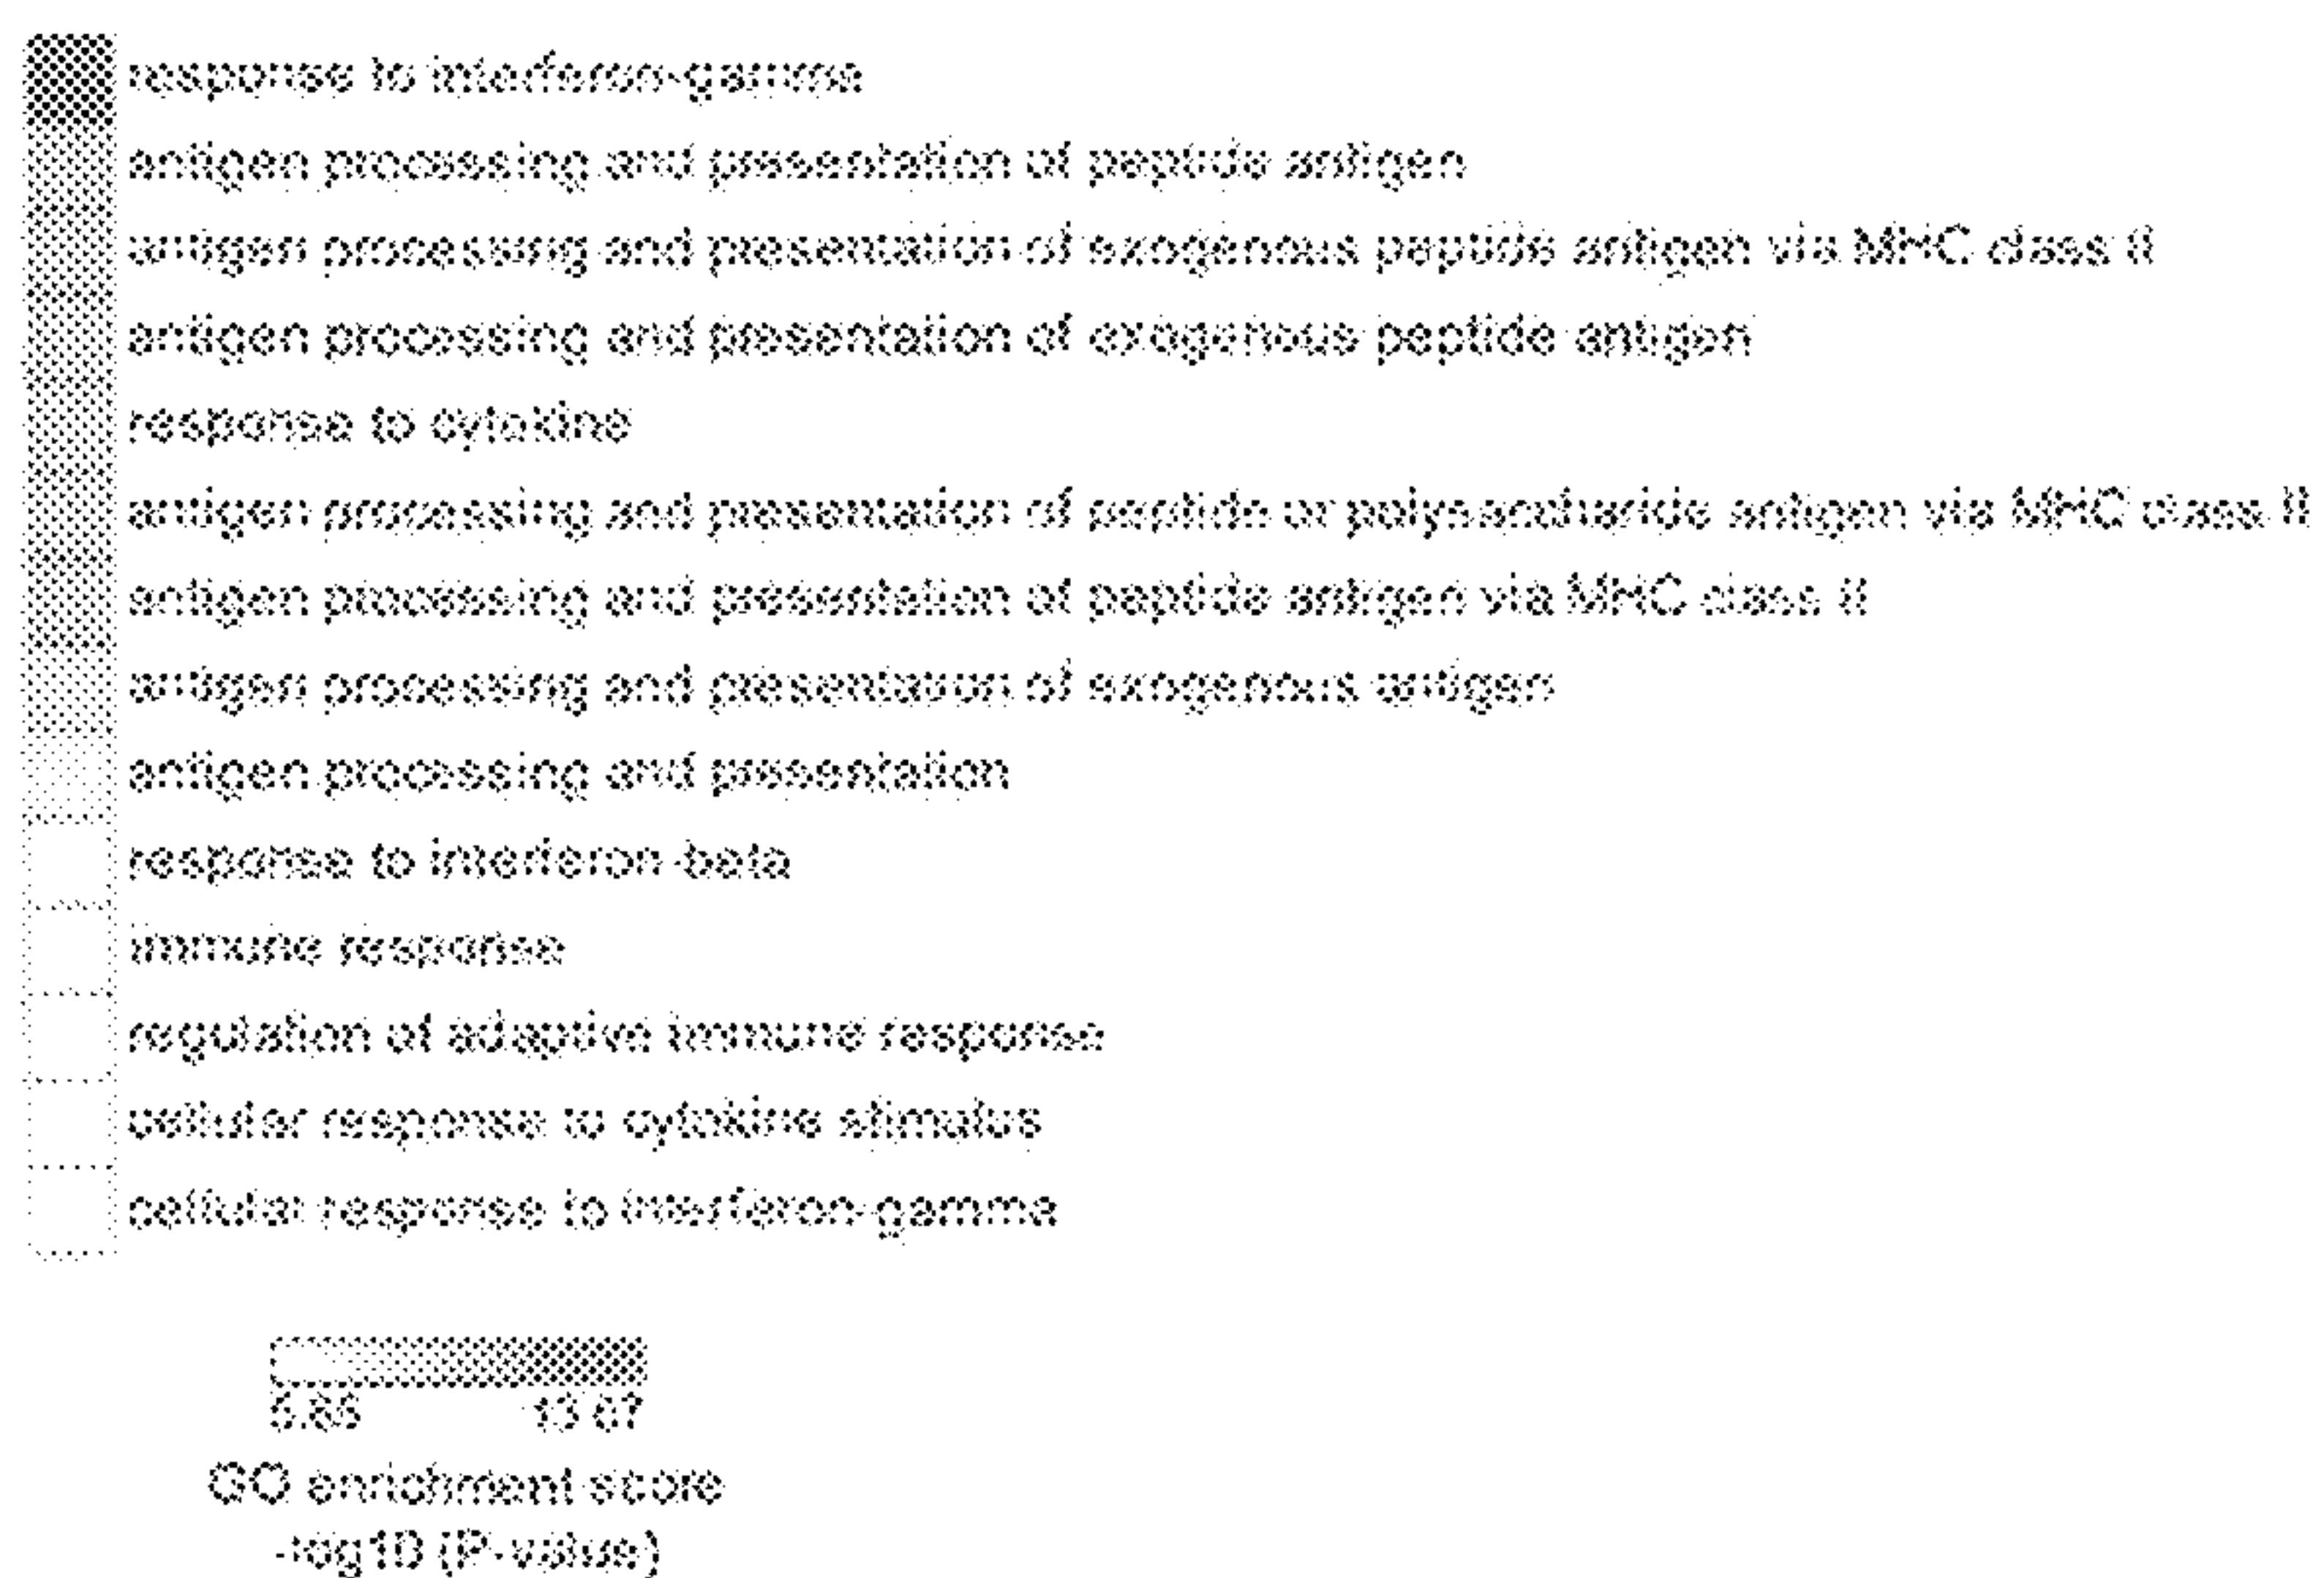 response to interferon-gamma
antigen processing and presentation of peptide antigen
antigen processing and presentation of exogenous peptide antigen via MHC class II
antigen processing and presentation of exogenous peptide antigen
response to cytokine
antigen processing and presentation of peptide or polysaccharide antigen via MHC class II
antigen processing and presentation of peptide antigen via MHC class II
antigen processing and presentation of exogenous antigen
antigen processing and presentation
response to interferon-beta
immune response
regulation of adaptive immune response
cellular response to cytokine stimulus
cellular response to interferon-gamma
GO enrichment score
-log10 (P-value)